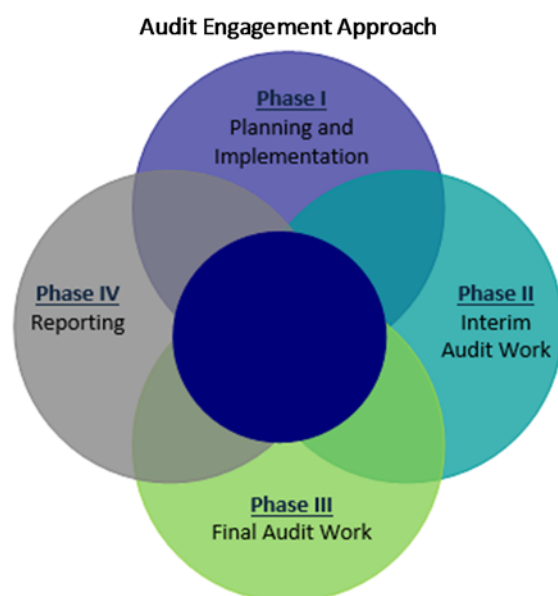 Audit Engagement Approach
Phase I
Planning and
Implementation
Phase II
Interim
Audit Work
Phase III
Final Audit Work
Phase IV
Reporting